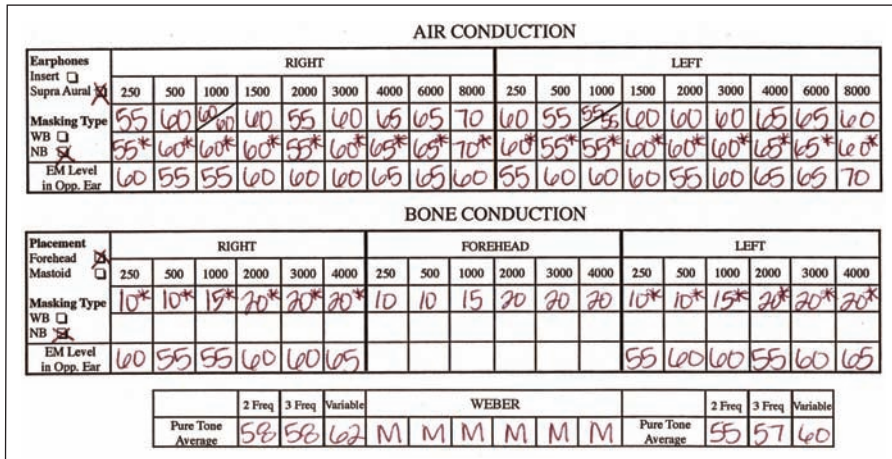 AIR CONDUCTION
Earphones RIGHT LEFT
Insert
Supra Aural 250 500 1000 1500 2000 3000 4000 6000 8000 250 500 1000 1500 2000 3000 4000 6000 8000
Masking Type 55 60 60/60 60 55 60 65 65 70 60 55 55/55 60 60 60 65 65 60
WB
NB 55* 60* 60* 60* 55* 60* 65* 65* 70* 60* 55* 55* 60* 60* 60* 65* 65* 60*
EM Level in Opp. Ear 60 55 55 60 60 60 65 65 60 55 60 60 60 55 60 65 65 70
BONE CONDUCTION
Placement RIGHT FOREHEAD LEFT
Forehead
Mastoid 250 500 1000 2000 3000 4000 250 500 1000 2000 3000 4000 250 500 1000 2000 3000 4000
Masking Type 10* 10* 15* 20* 20* 20* 10 10 15 20 20 20 10* 10* 15* 20* 20* 20*
WB
NB
EM Level in Opp. Ear 60 55 55 60 60 65 55 60 60 55 60 65
2 Freq 3 Freq Variable WEBER 2 Freq 3 Freq Variable
Pure Tone Average 58 58 62 M M M M M M Pure Tone Average 55 57 60